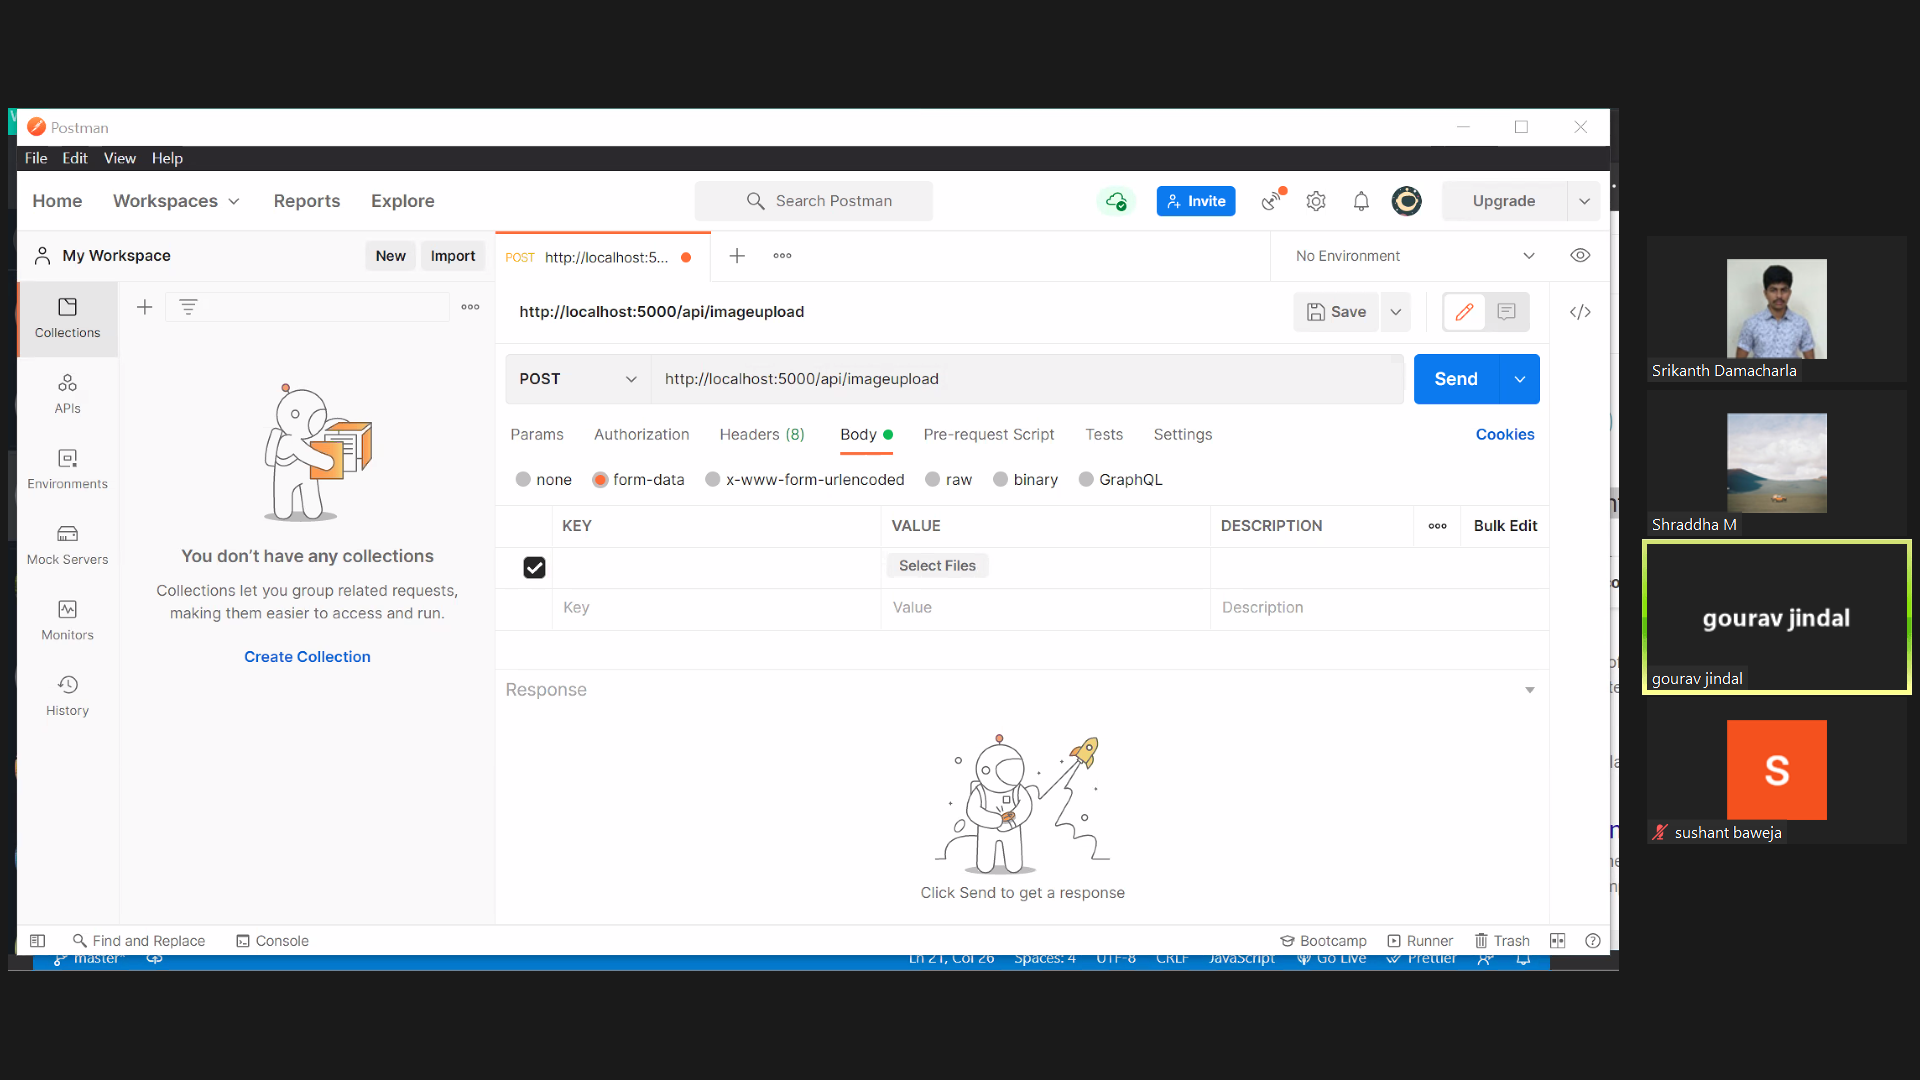 Postman
File Edit View Help
Home Workspaces Reports Explore
Search Postman
Invite
Upgrade
My Workspace
New Import
POST http://localhost:5...
No Environment
Collections
http://localhost:5000/api/imageupload
Save
POST http://localhost:5000/api/imageupload
Send
APIs
Params Authorization Headers (8) Body Pre-request Script Tests Settings Cookies
none form-data x-www-form-urlencoded raw binary GraphQL
Environments
KEY VALUE DESCRIPTION Bulk Edit
Select Files
Key Value Description
Mock Servers
Monitors
History
You don't have any collections
Collections let you group related requests,
making them easier to access and run.
Create Collection
Response
Click Send to get a response
Find and Replace Console
Bootcamp Runner Trash
master*
Ln 21, Col 26 Spaces: 4 UTF-8 CRLF JavaScript Go Live Prettier
Srikanth Damacharla
Shraddha M
gourav jindal
gourav jindal
S
sushant baweja